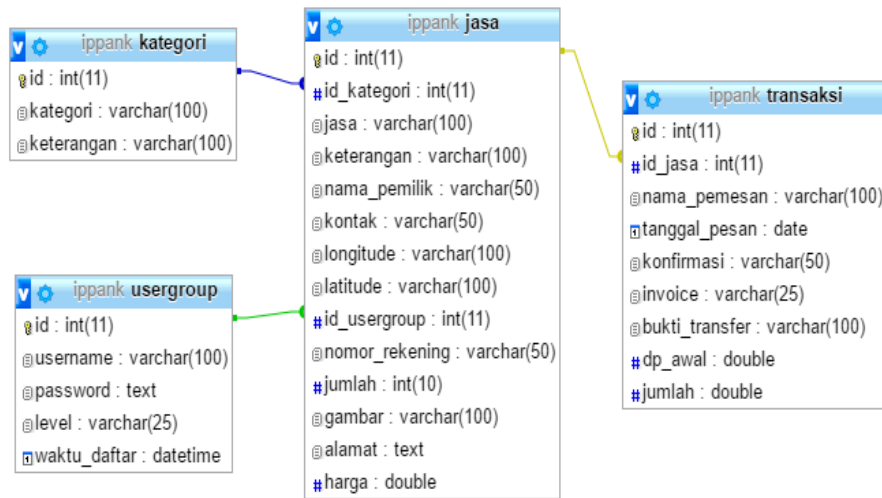 ippank kategori
id : int(11)
kategori : varchar(100)
keterangan : varchar(100)
ippank usergroup
id : int(11)
username : varchar(100)
password : text
level : varchar(25)
waktu_daftar : datetime
ippank jasa
id : int(11)
id_kategori : int(11)
jasa : varchar(100)
keterangan : varchar(100)
nama_pemilik : varchar(50)
kontak : varchar(50)
longitude : varchar(100)
latitude : varchar(100)
id_usergroup : int(11)
nomor_rekening : varchar(50)
jumlah : int(10)
gambar : varchar(100)
alamat : text
harga : double
ippank transaksi
id : int(11)
id_jasa : int(11)
nama_pemesan : varchar(100)
tanggal_pesan : date
konfirmasi : varchar(50)
invoice : varchar(25)
bukti_transfer : varchar(100)
dp_awal : double
jumlah : double